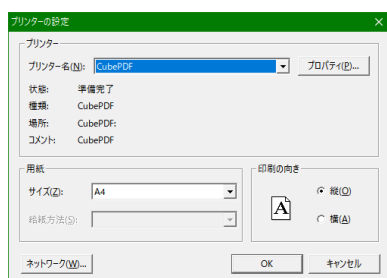 プリンターの設定
プリンター
プリンター名(N): CubePDF プロパティ(P)...
状態: 準備完了
種類: CubePDF
場所: CubePDF:
コメント: CubePDF
用紙
サイズ(Z): A4
給紙方法(S):
印刷の向き
A
縦(O)
横(A)
ネットワーク(W)... OK キャンセル